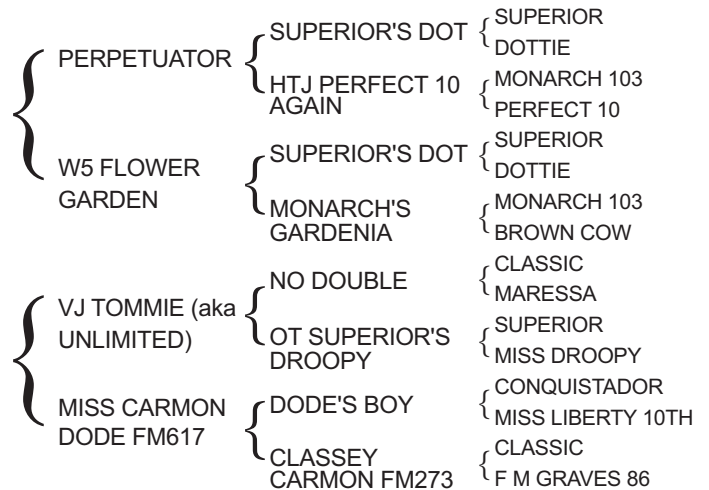 PERPETUATOR
SUPERIOR'S DOT
SUPERIOR
DOTTIE
HTJ PERFECT 10
AGAIN
MONARCH 103
PERFECT 10
W5 FLOWER
GARDEN
SUPERIOR'S DOT
SUPERIOR
DOTTIE
MONARCH'S
GARDENIA
MONARCH 103
BROWN COW
VJ TOMMIE (aka
UNLIMITED)
NO DOUBLE
CLASSIC
MARESSA
OT SUPERIOR'S
DROOPY
SUPERIOR
MISS DROOPY
MISS CARMON
DODE FM617
DODE'S BOY
CONQUISTADOR
MISS LIBERTY 10TH
CLASSEY
CARMON FM273
CLASSIC
F M GRAVES 86